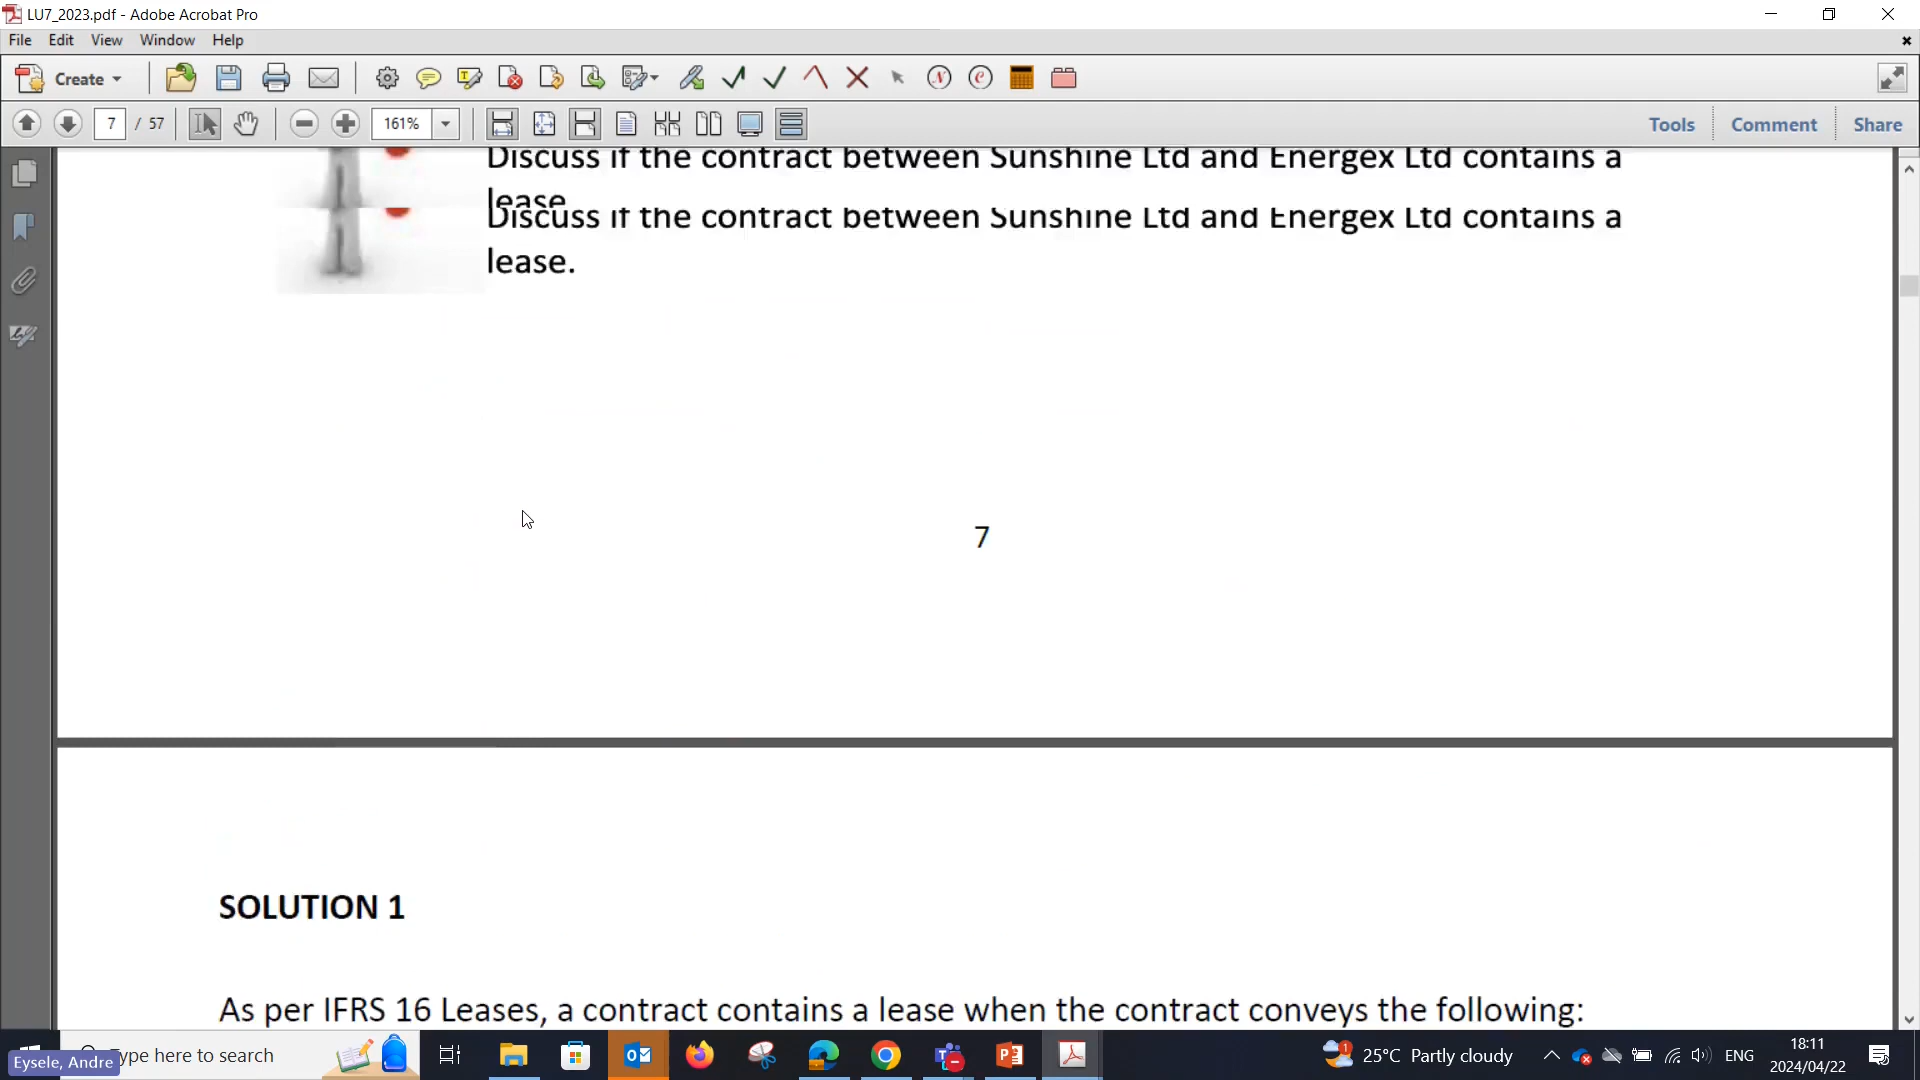 LU7_2023.pdf - Adobe Acrobat Pro
File Edit View Window Help
Create
7 / 57 161% Tools Comment Share
Discuss if the contract between Sunshine Ltd and Energex Ltd contains a
lease
Discuss if the contract between Sunshine Ltd and Energex Ltd contains a
lease.
7
SOLUTION 1
As per IFRS 16 Leases, a contract contains a lease when the contract conveys the following:
Type here to search
Eysele, Andre
25°C Partly cloudy
ENG
18:11
2024/04/22